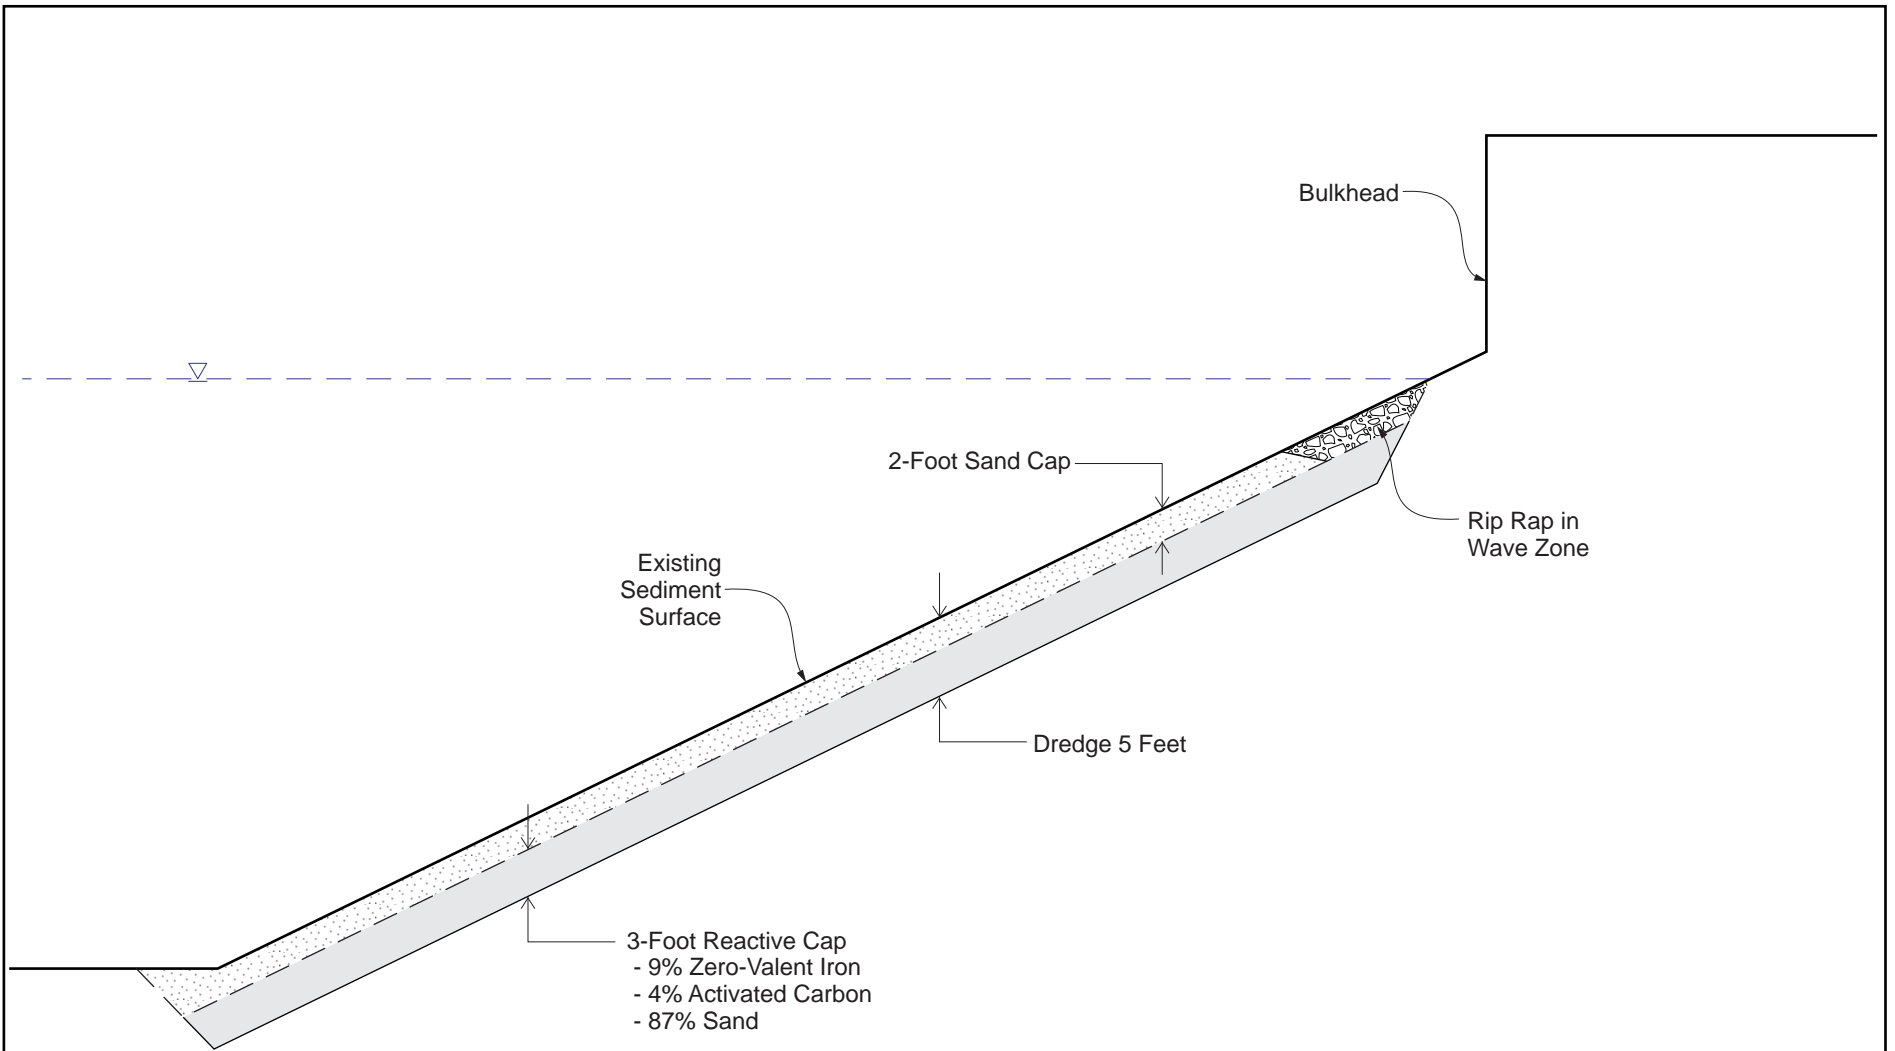 Bulkhead
2-Foot Sand Cap
Rip Rap in
Wave Zone
Existing
Sediment
Surface
Dredge 5 Feet
3-Foot Reactive Cap
- 9% Zero-Valent Iron
- 4% Activated Carbon
- 87% Sand